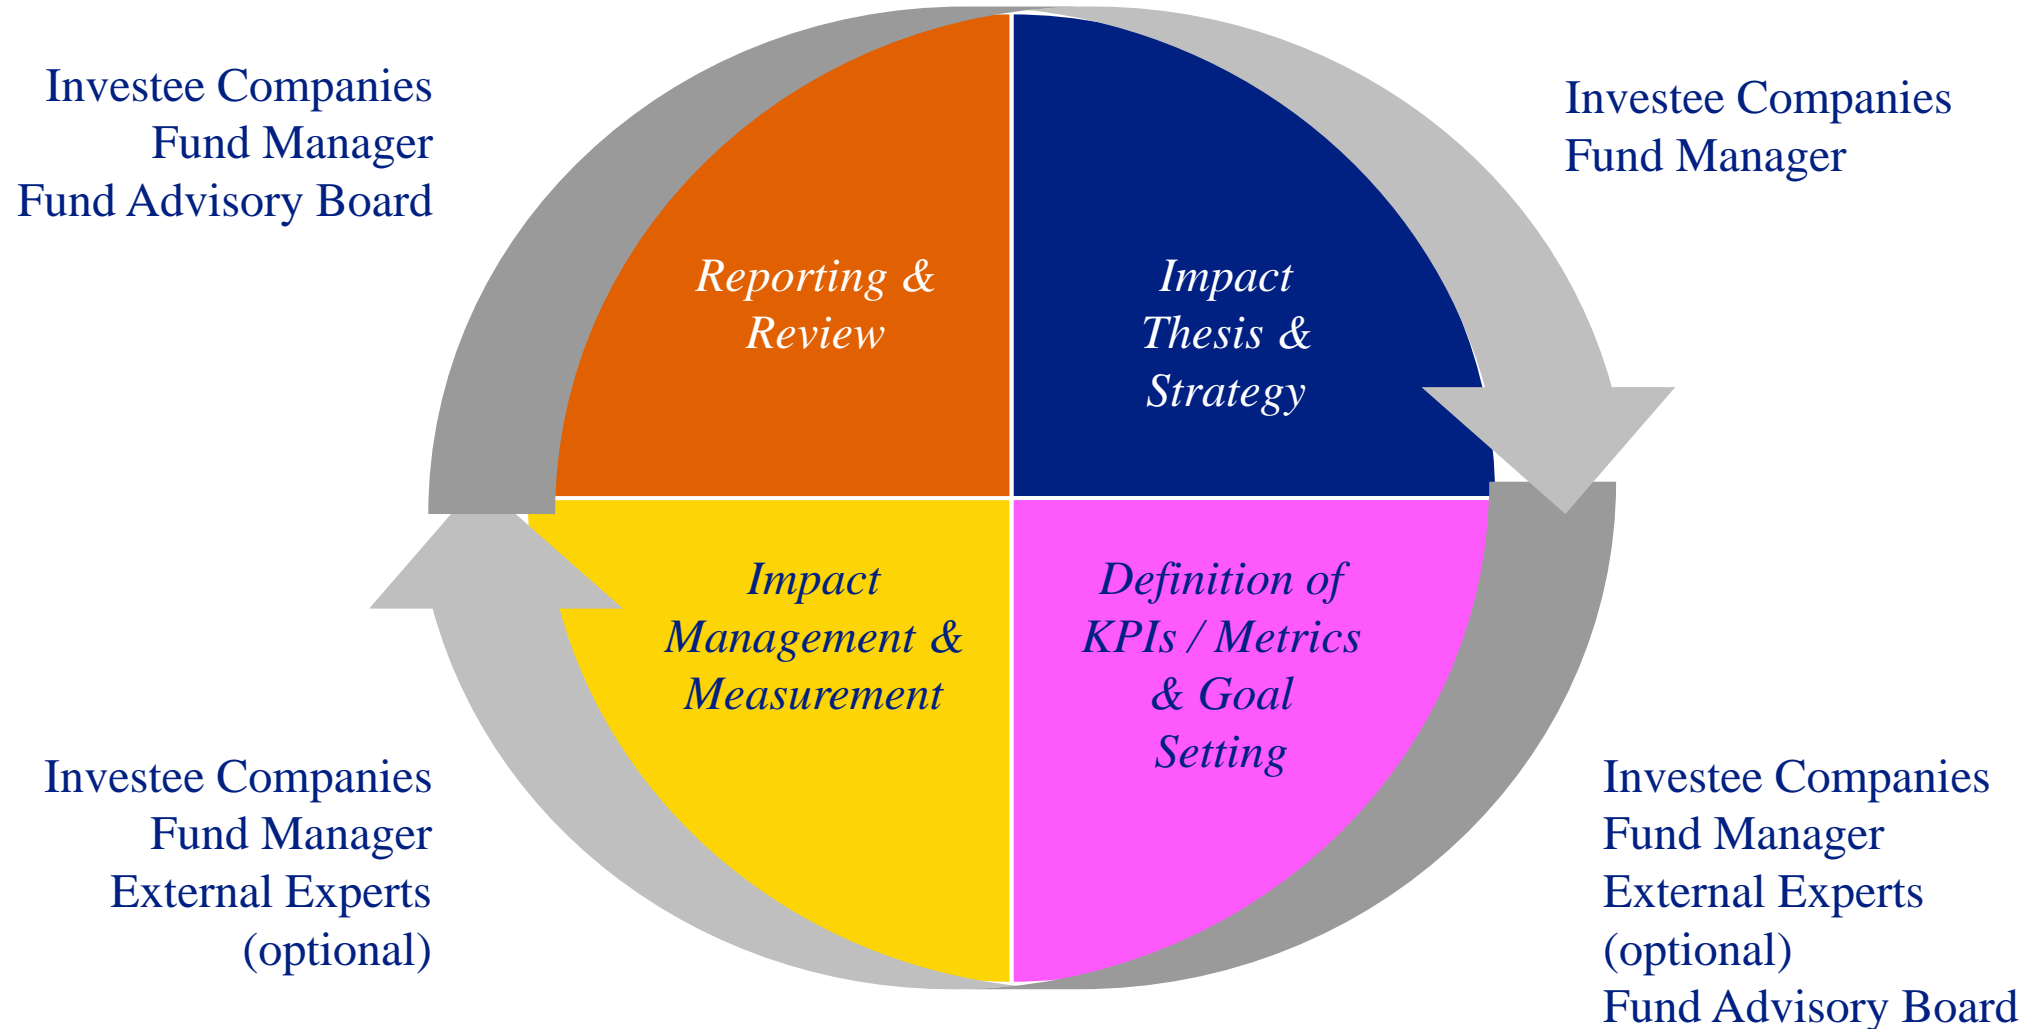 Investee Companies
Fund Manager
Fund Advisory Board
Investee Companies
Fund Manager
Reporting &
Review
Impact
Thesis &
Strategy
Impact
Management &
Measurement
Definition of
KPIs / Metrics
& Goal
Setting
Investee Companies
Fund Manager
External Experts
(optional)
Investee Companies
Fund Manager
External Experts
(optional)
Fund Advisory Board